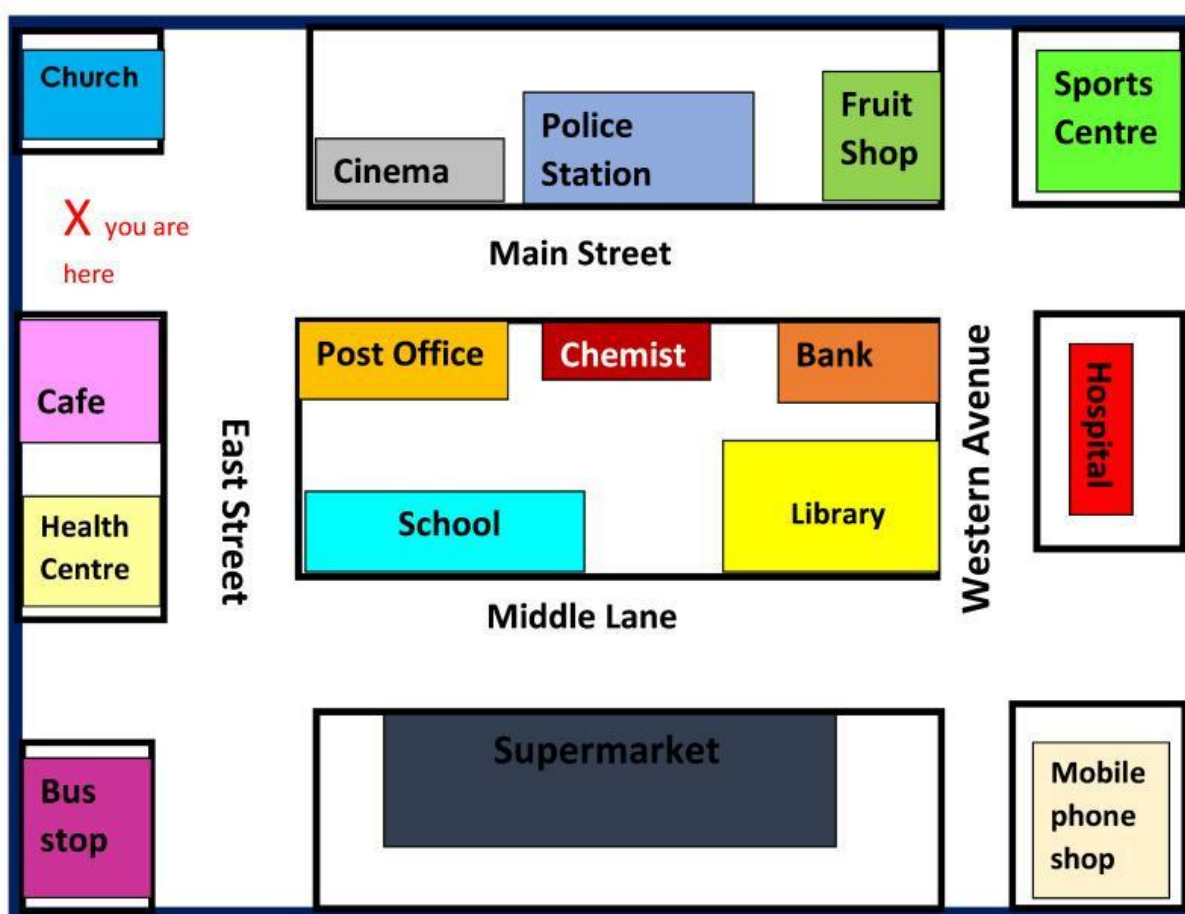 Church
Cinema
Police
Station
Fruit
Shop
Sports
Centre
X you are
here
Main Street
Cafe
Health
Centre
East Street
Post Office
Chemist
Bank
School
Library
Western Avenue
Hospital
Middle Lane
Bus
stop
Supermarket
Mobile
phone
shop